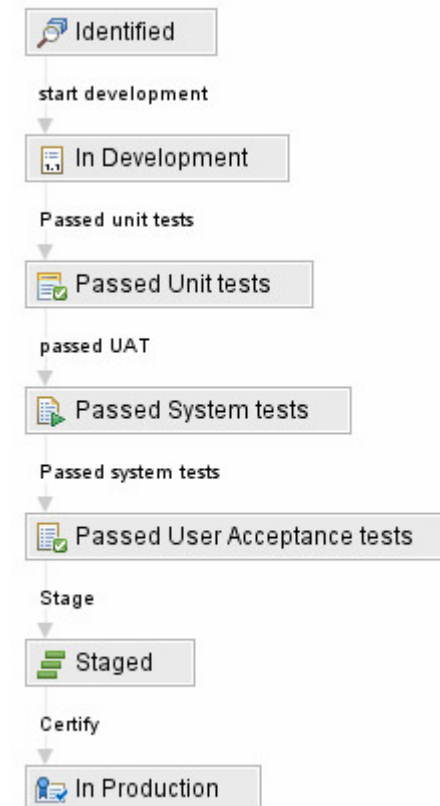 Identified
start development
In Development
Passed unit tests
Passed Unit tests
passed UAT
Passed System tests
Passed system tests
Passed User Acceptance tests
Stage
Staged
Certify
In Production